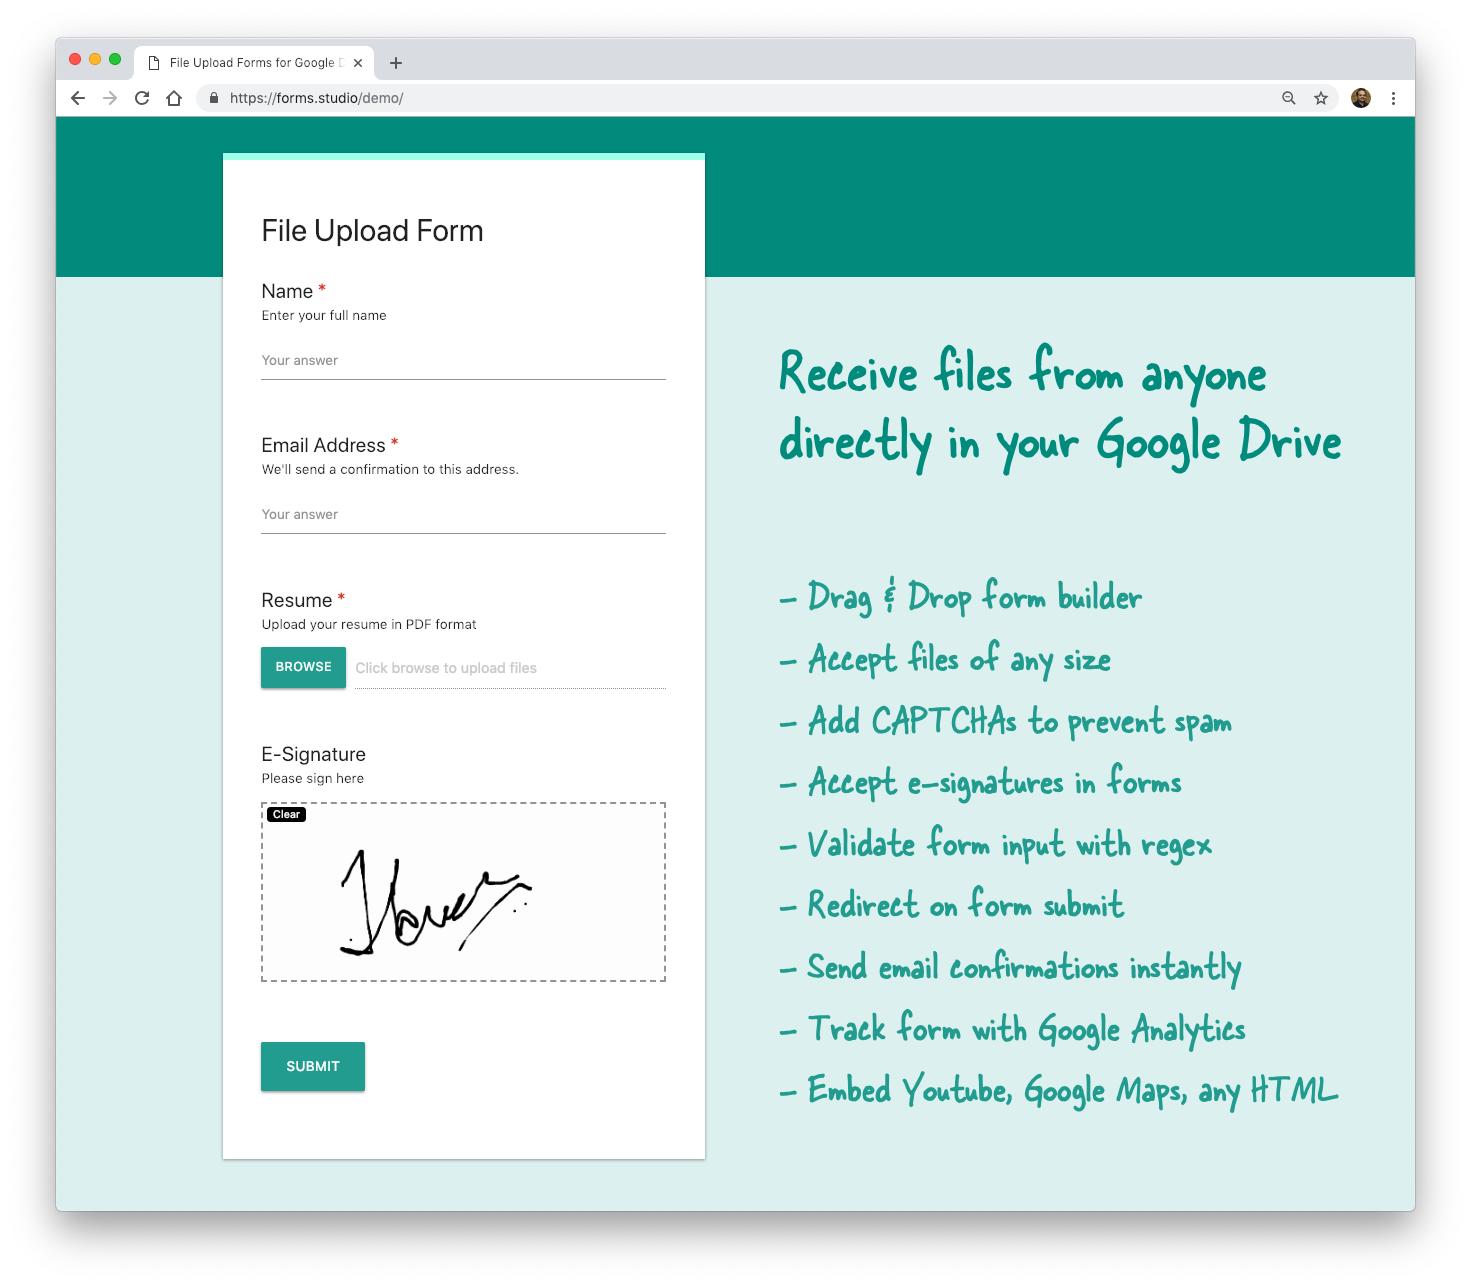 File Upload Forms for Google D
https://forms.studio/demo/
File Upload Form
Name *
Enter your full name
Your answer
Email Address *
We'll send a confirmation to this address.
Your answer
Resume *
Upload your resume in PDF format
BROWSE Click browse to upload files
E-Signature
Please sign here
Clear
SUBMIT
Receive files from anyone
directly in your Google Drive
- Drag & Drop form builder
- Accept files of any size
- Add CAPTCHAs to prevent spam
- Accept e-signatures in forms
- Validate form input with regex
- Redirect on form submit
- Send email confirmations instantly
- Track form with Google Analytics
- Embed Youtube, Google Maps, any HTML